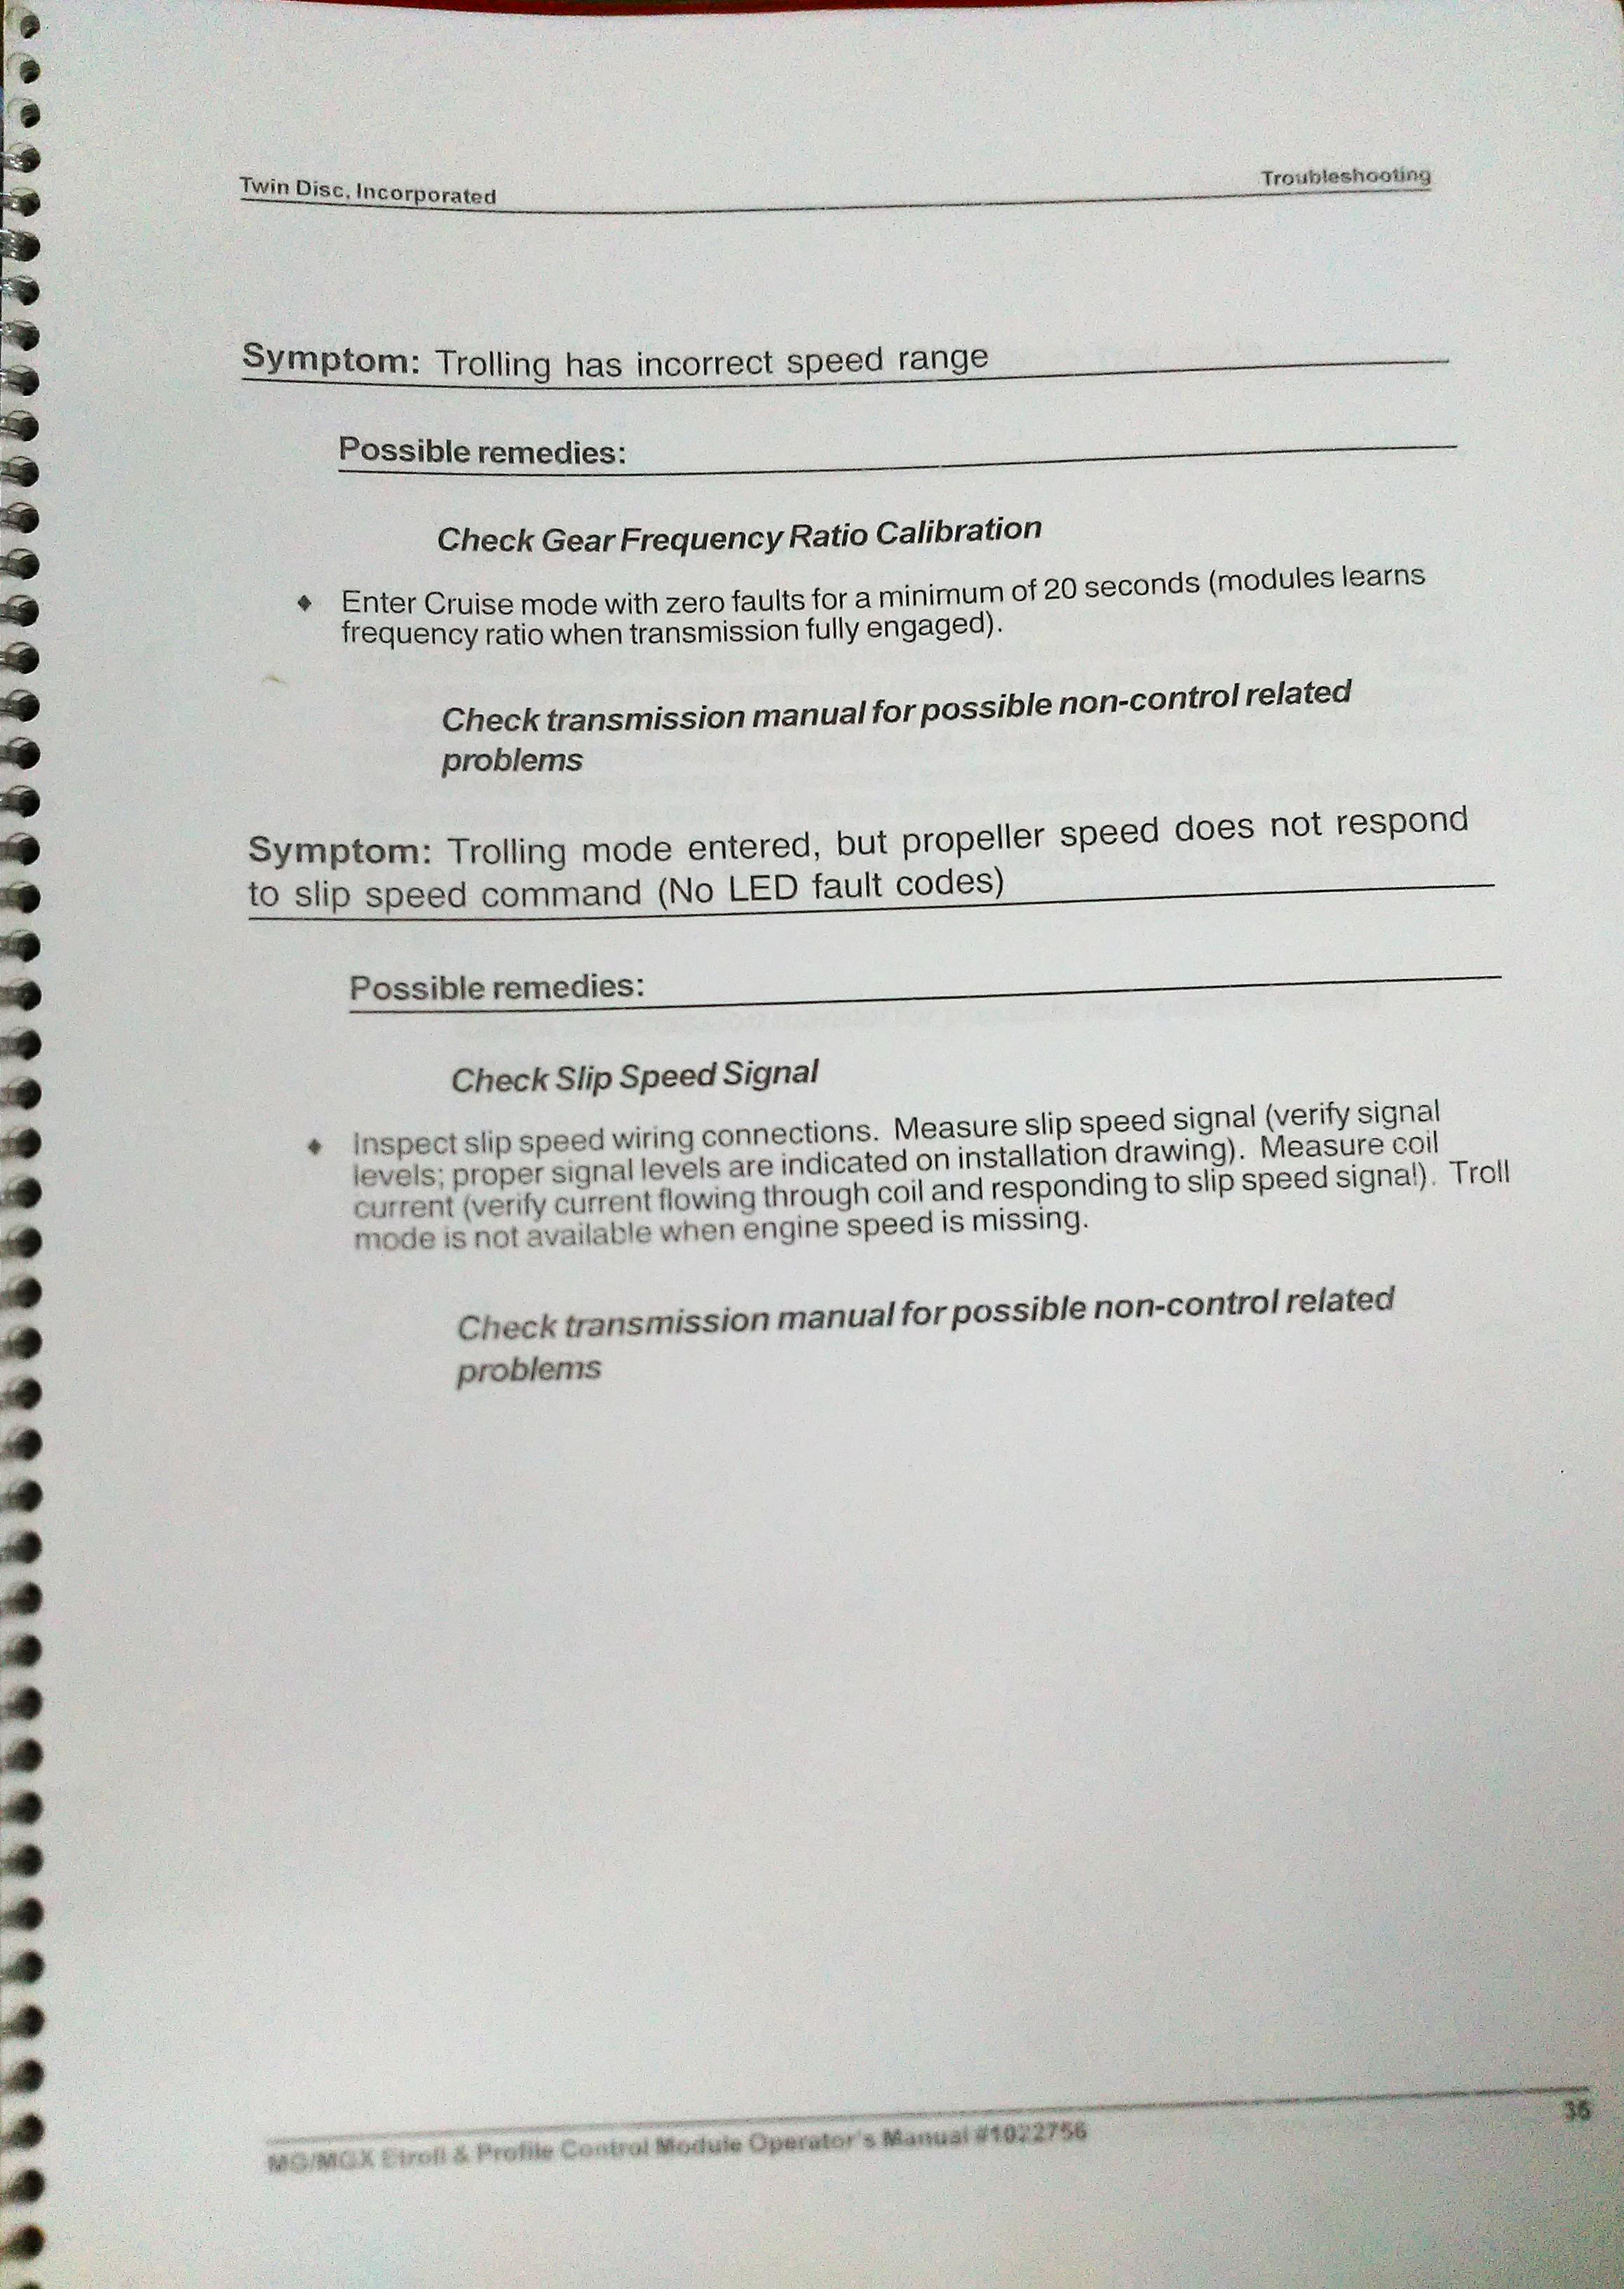 Twin Disc, Incorporated
Troubleshooting
Symptom: Trolling has incorrect speed range
Possible remedies:
Check Gear Frequency Ratio Calibration
♦ Enter Cruise mode with zero faults for a minimum of 20 seconds (modules learns
frequency ratio when transmission fully engaged).
Check transmission manual for possible non-control related
problems
Symptom: Trolling mode entered, but propeller speed does not respond
to slip speed command (No LED fault codes)
Possible remedies:
Check Slip Speed Signal
♦ Inspect slip speed wiring connections. Measure slip speed signal (verify signal
levels; proper signal levels are indicated on installation drawing). Measure coil
current (verify current flowing through coil and responding to slip speed signal). Troll
mode is not available when engine speed is missing.
Check transmission manual for possible non-control related
problems
MG/MGX Etroll & Profile Control Module Operator's Manual #1022756